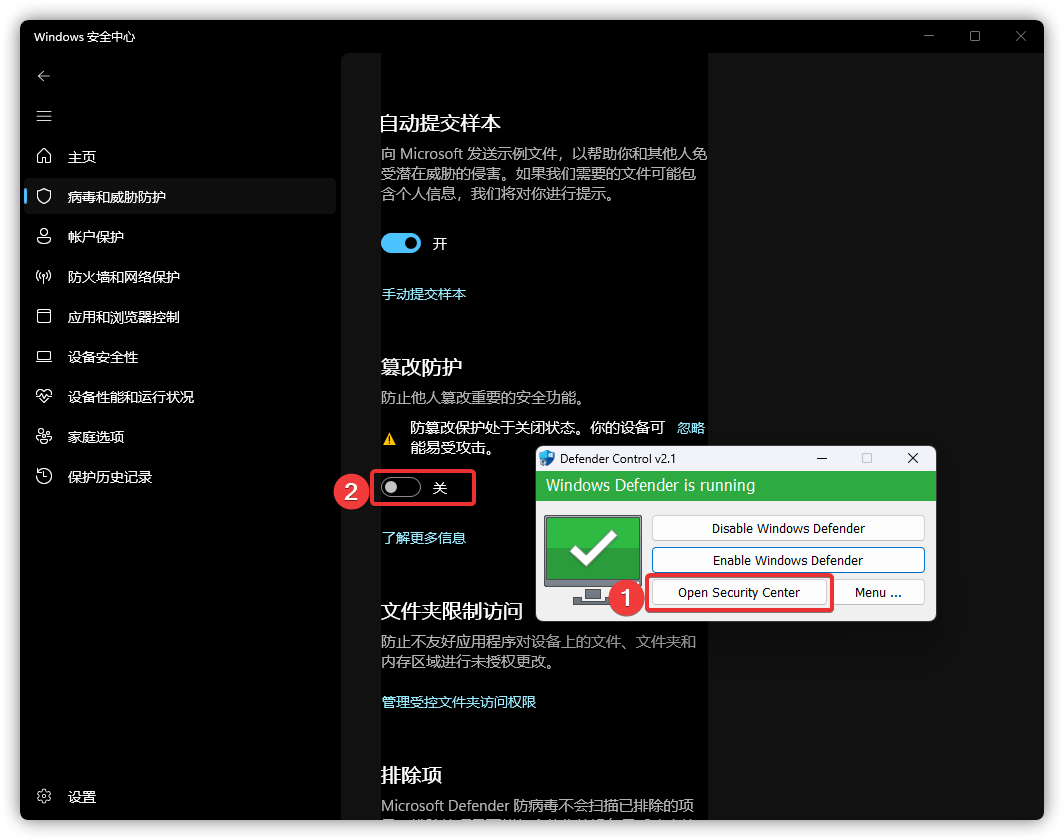 Windows 安全中心
主页
病毒和威胁防护
帐户保护
防火墙和网络保护
应用和浏览器控制
设备安全性
设备性能和运行状况
家庭选项
保护历史记录
设置
自动提交样本
向 Microsoft 发送示例文件，以帮助你和其他人免
受潜在威胁的侵害。如果我们需要的文件可能包
含个人信息，我们将对你进行提示。
开
手动提交样本
篡改防护
防止他人篡改重要的安全功能。
防篡改保护处于关闭状态。你的设备可 忽略
能易受攻击。
2
关
了解更多信息
文件夹限制访问
防止不友好应用程序对设备上的文件、文件夹和
内存区域进行未授权更改。
管理受控文件夹访问权限
排除项
Microsoft Defender 防病毒不会扫描已排除的项
Defender Control v2.1
Windows Defender is running
Disable Windows Defender
Enable Windows Defender
1
Open Security Center
Menu ...